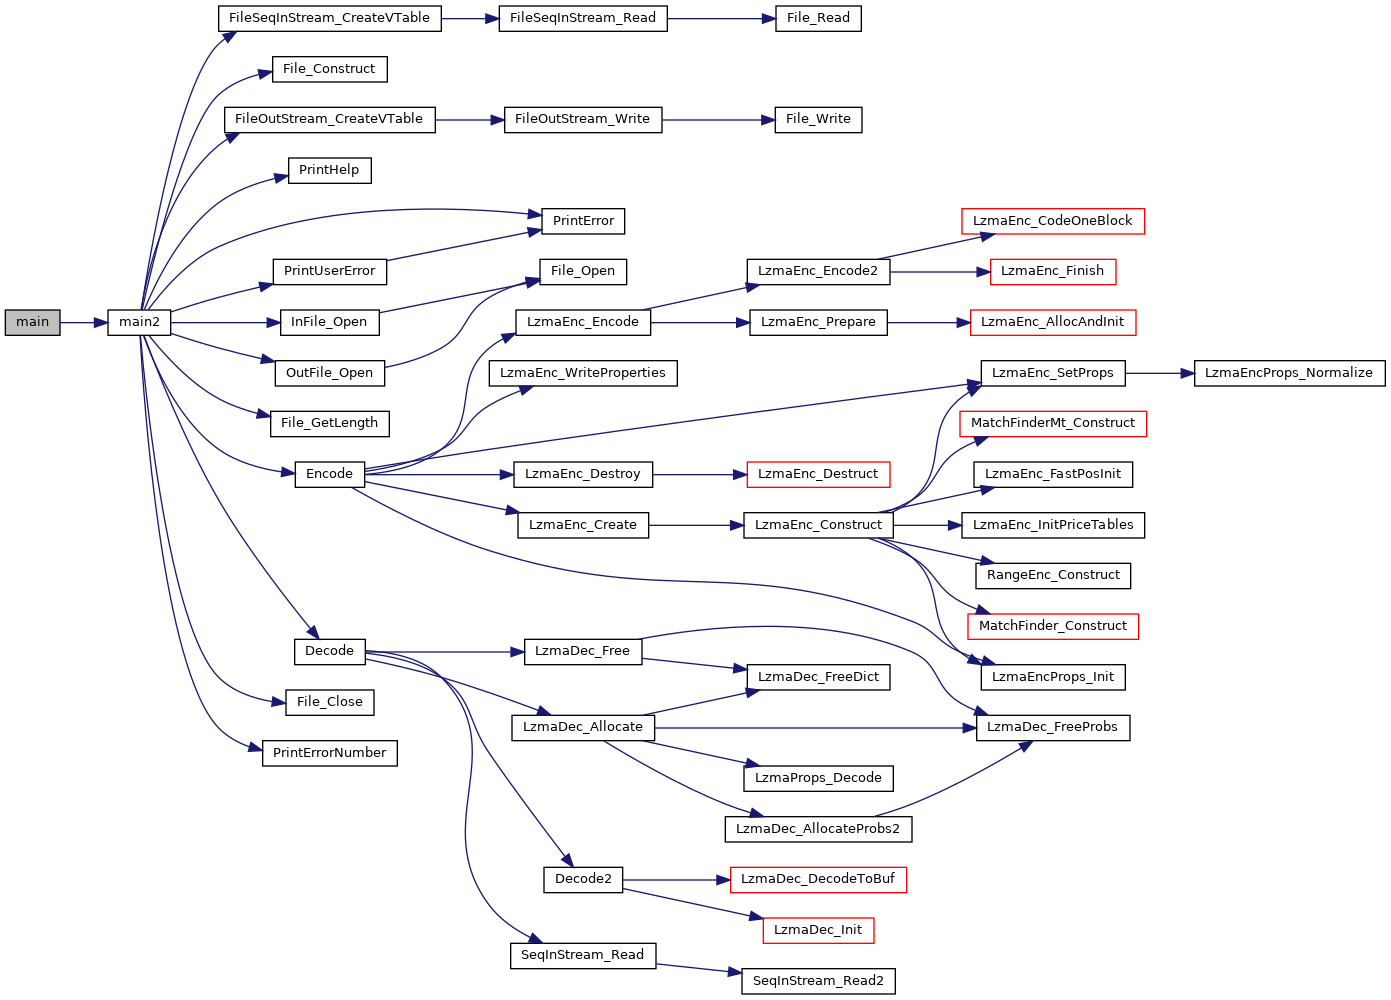 FileSeqInStream_CreateVTable
FileSeqInStream_Read
File_Read
File_Construct
FileOutStream_CreateVTable
FileOutStream_Write
File_Write
PrintHelp
PrintError
LzmaEnc_CodeOneBlock
PrintUserError
File_Open
LzmaEnc_Encode2
LzmaEnc_Finish
main
main2
InFile_Open
LzmaEnc_Encode
LzmaEnc_Prepare
LzmaEnc_AllocAndInit
OutFile_Open
LzmaEnc_WriteProperties
LzmaEnc_SetProps
LzmaEncProps_Normalize
File_GetLength
MatchFinderMt_Construct
Encode
LzmaEnc_Destroy
LzmaEnc_Destruct
LzmaEnc_FastPosInit
LzmaEnc_Create
LzmaEnc_Construct
LzmaEnc_InitPriceTables
RangeEnc_Construct
MatchFinder_Construct
Decode
LzmaDec_Free
LzmaDec_FreeDict
LzmaEncProps_Init
File_Close
LzmaDec_Allocate
LzmaDec_FreeProbs
PrintErrorNumber
LzmaProps_Decode
LzmaDec_AllocateProbs2
Decode2
LzmaDec_DecodeToBuf
LzmaDec_Init
SeqInStream_Read
SeqInStream_Read2